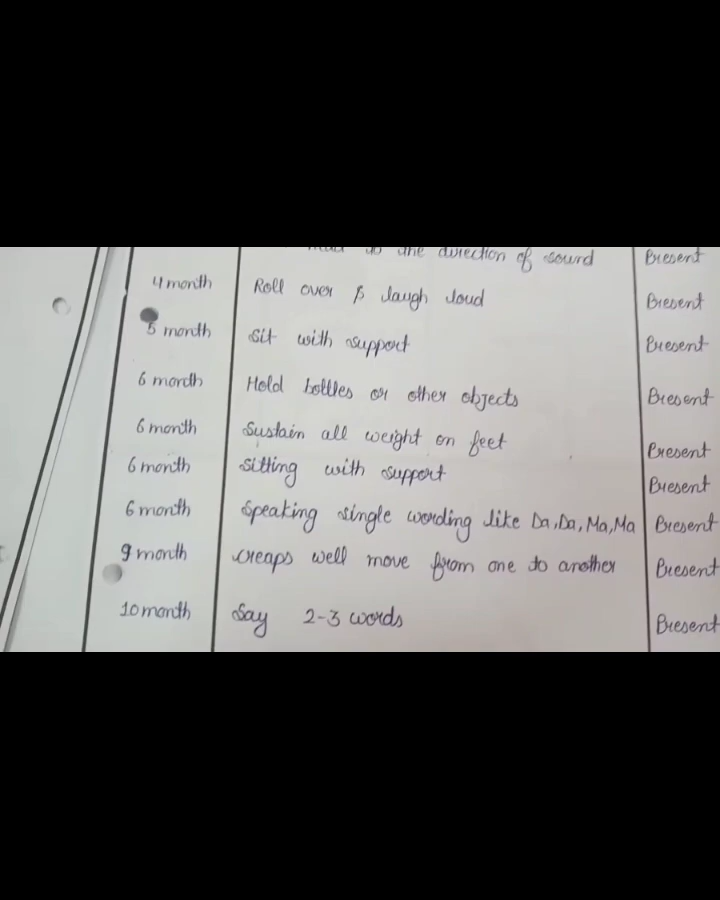 the direction of sound Present
4 month Roll over & laugh loud Present
5 month Sit with support Present
6 month Hold bottles or other objects Present
6 month Sustain all weight on feet Present
6 month Sitting with support Present
6 month Speaking single wording like Da, Da, Ma, Ma Present
9 month creaps well move from one to another Present
10 month Say 2-3 words Present